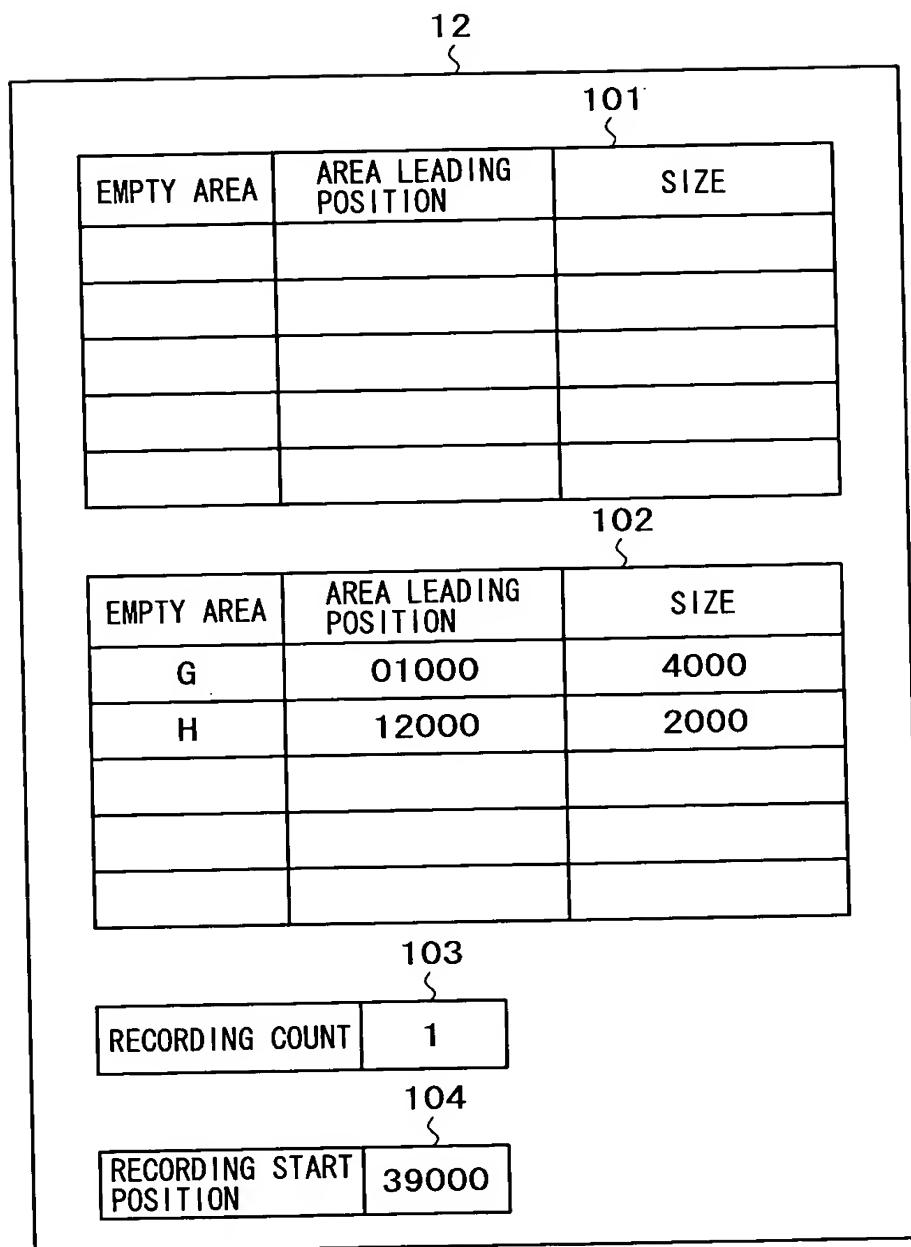 12
101
EMPTY AREA AREA LEADING POSITION SIZE
102
EMPTY AREA AREA LEADING POSITION SIZE
G 01000 4000
H 12000 2000
103
RECORDING COUNT 1
104
RECORDING START POSITION 39000